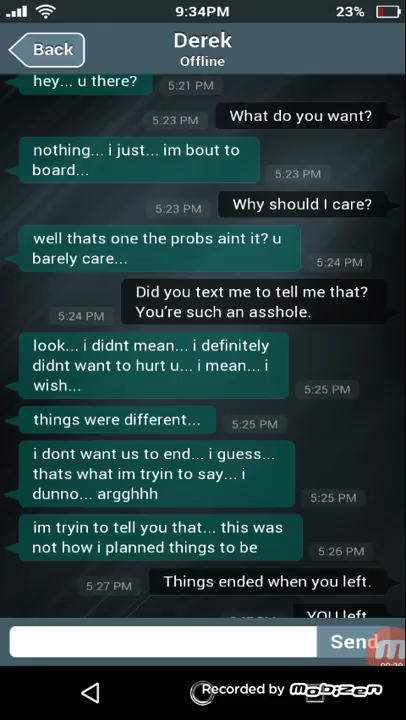 9:34PM
23%
Back
Derek
Offline
hey... u there?
5:21 PM
What do you want?
5:23 PM
nothing... i just... im bout to
board...
5:23 PM
Why should I care?
5:23 PM
well thats one the probs aint it? u
barely care...
5:24 PM
Did you text me to tell me that?
You're such an asshole.
5:24 PM
look... i didnt mean... i definitely
didnt want to hurt u... i mean... i
wish...
5:25 PM
things were different...
5:25 PM
i dont want us to end... i guess...
thats what im tryin to say... i
dunno... argghhh
5:25 PM
im tryin to tell you that... this was
not how i planned things to be
5:26 PM
Things ended when you left.
5:27 PM
YOU left
Send
Recorded by mobizen